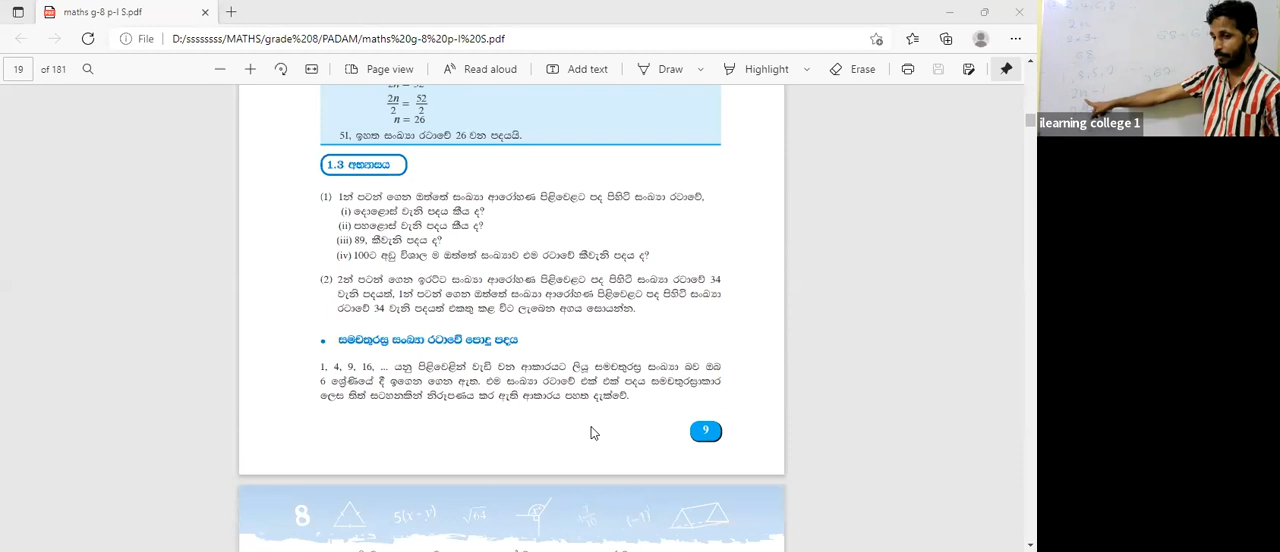 maths g-8 p-I S.pdf
File
D:/ssssssss/MATHS/grade%208/PADAM/maths%20g-8%20p-I%20S.pdf
19 of 181
Page view
Read aloud
Add text
Draw
Highlight
Erase
2n/2 = 52/2
n = 26
51, ඉහත සංඛ්‍යා රටාවේ 26 වන පදයයි.
1.3 අභ්‍යාසය
(1) 1න් පටන් ගෙන ඔත්තේ සංඛ්‍යා ආරෝහණ පිළිවෙළට පද පිහිටි සංඛ්‍යා රටාවේ,
(i) දොළොස් වැනි පදය කීය ද?
(ii) පහළොස් වැනි පදය කීය ද?
(iii) 89, කීවැනි පදය ද?
(iv) 100ට අඩු විශාල ම ඔත්තේ සංඛ්‍යාව එම රටාවේ කීවැනි පදය ද?
(2) 2න් පටන් ගෙන ඉරට්ට සංඛ්‍යා ආරෝහණ පිළිවෙළට පද පිහිටි සංඛ්‍යා රටාවේ 34
වැනි පදයත්, 1න් පටන් ගෙන ඔත්තේ සංඛ්‍යා ආරෝහණ පිළිවෙළට පද පිහිටි සංඛ්‍යා
රටාවේ 34 වැනි පදයත් එකතු කළ විට ලැබෙන අගය සොයන්න.
• සමචතුරස්‍ර සංඛ්‍යා රටාවේ පොදු පදය
1, 4, 9, 16, ... යනු පිළිවෙළින් වැඩි වන ආකාරයට ලියූ සමචතුරස්‍ර සංඛ්‍යා බව ඔබ
6 ශ්‍රේණියේ දී ඉගෙන ගෙන ඇත. එම සංඛ්‍යා රටාවේ එක් එක් පදය සමචතුරස්‍රාකාර
ලෙස තිත් සටහනකින් නිරූපණය කර ඇති ආකාරය පහත දැක්වේ.
9
8
5(x − y)
√64
7/10
(−1)
ilearning college 1